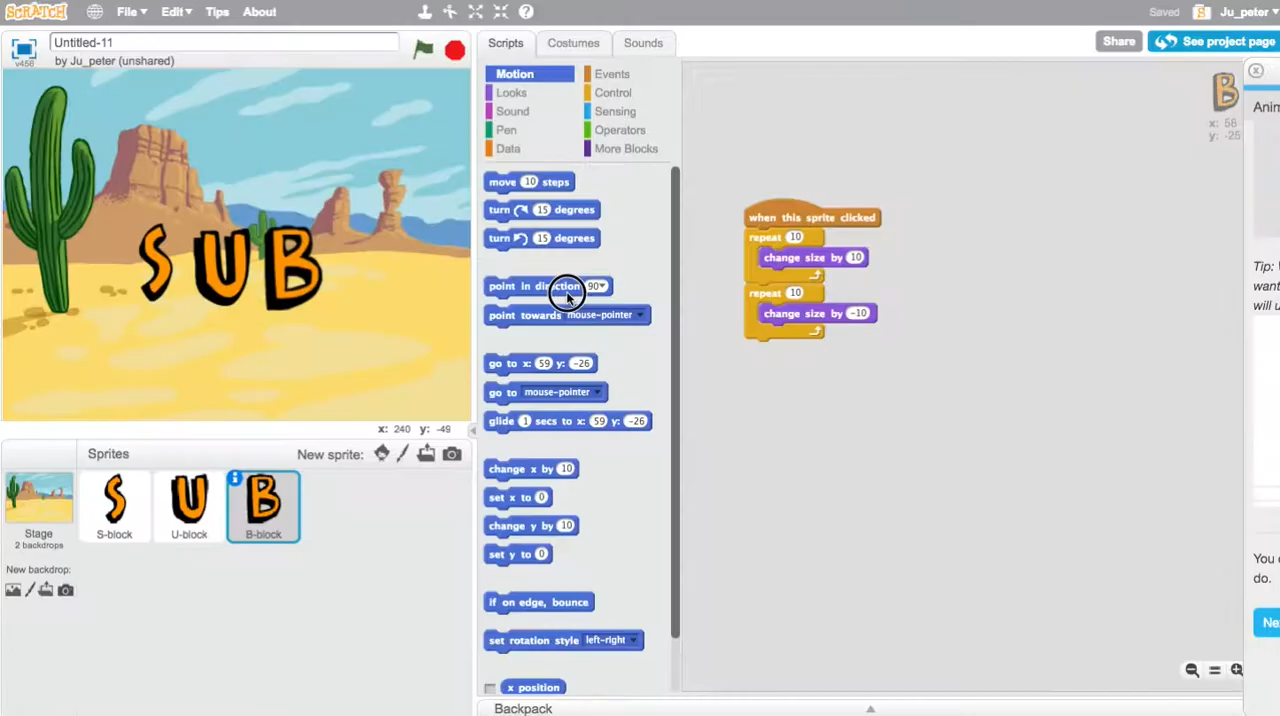 SCRATCH File Edit Tips About Saved Ju_peter
v456 Untitled-11
by Ju_peter (unshared)
Scripts Costumes Sounds
Share See project page
Motion Events
Looks Control
Sound Sensing
Pen Operators
Data More Blocks
B
x: 56
y: -25
Anim
move 10 steps
turn 15 degrees
turn 15 degrees
point in direction 90
point towards mouse-pointer
go to x: 59 y: -26
go to mouse-pointer
glide 1 secs to x: 59 y: -26
change x by 10
set x to 0
change y by 10
set y to 0
if on edge, bounce
set rotation style left-right
x position
when this sprite clicked
repeat 10
change size by 10
repeat 10
change size by -10
S U B
x: 240 y: -49
Sprites New sprite:
S U B
Stage S-block U-block B-block
2 backdrops
New backdrop:
Backpack
Tip:
want
will u
You c
do.
Ne